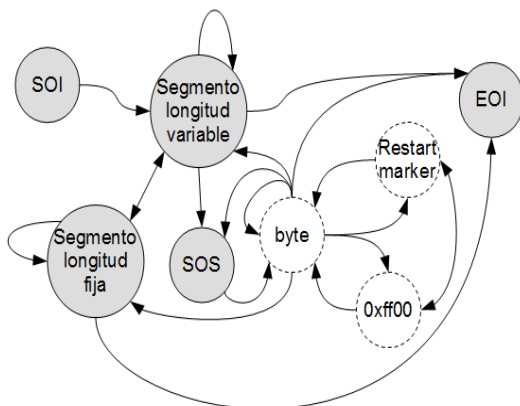 SOI
Segmento
longitud
variable
EOI
Restart
marker
Segmento
longitud
fija
SOS
byte
0xff00